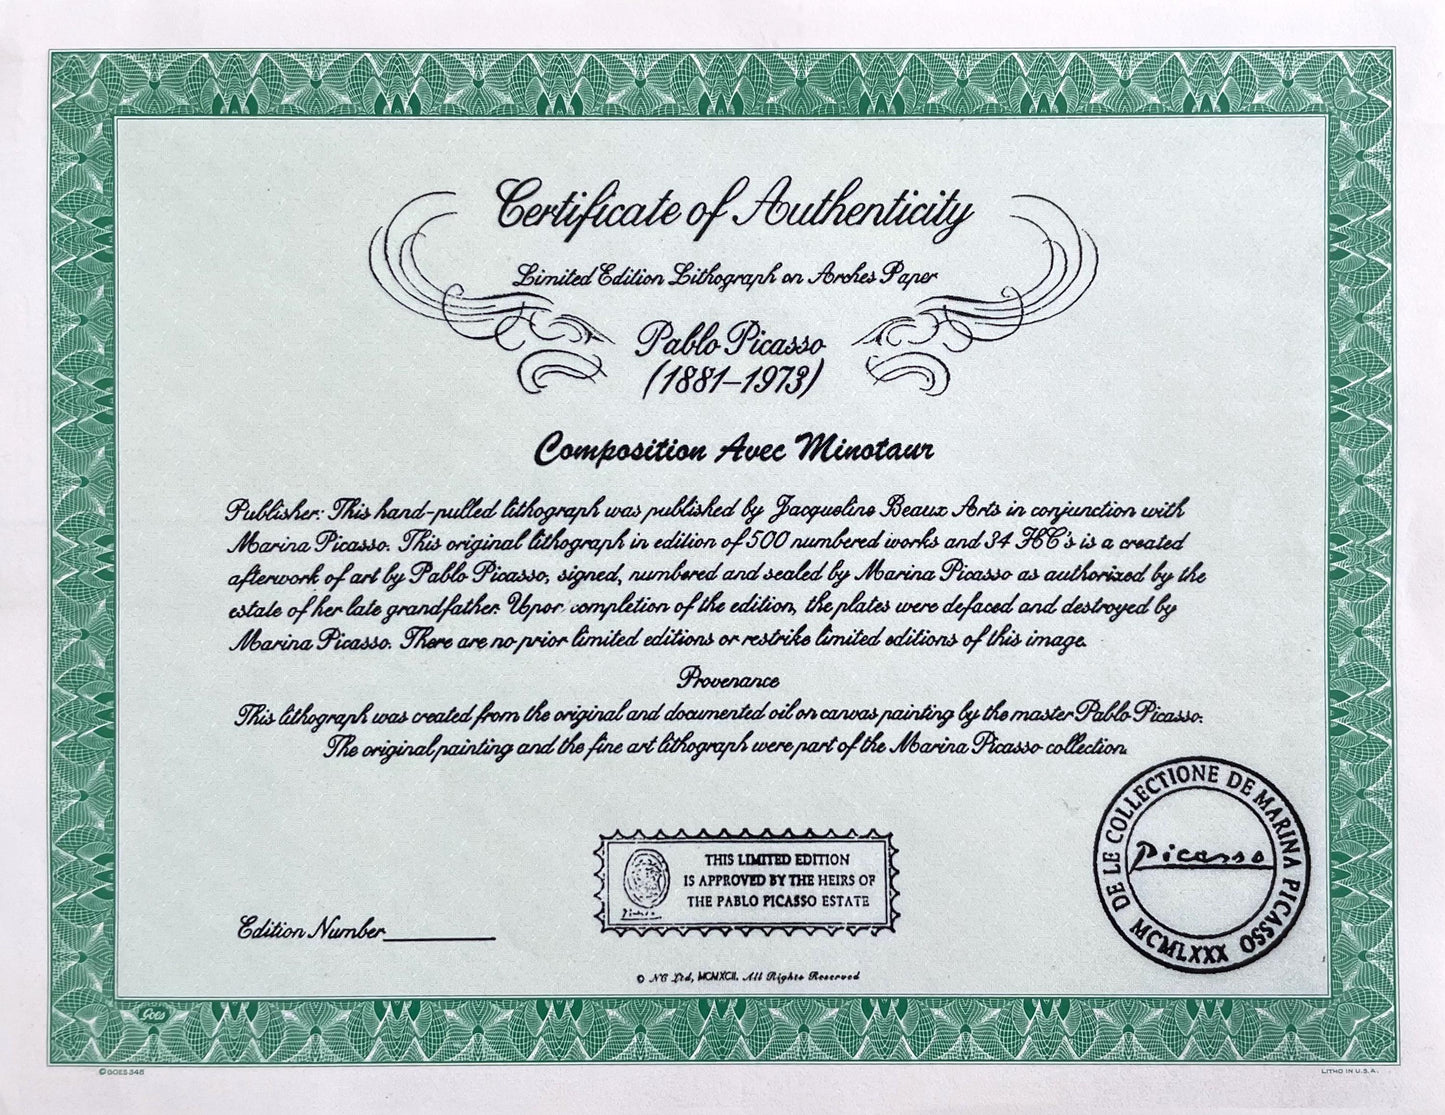 Certificate of Authenticity
Limited Edition Lithograph on Arches Paper
Pablo Picasso
(1881–1973)
Composition Avec Minotaur
Publisher: This hand-pulled lithograph was published by Jacqueline Beaux Arts in conjunction with
Marina Picasso. This original lithograph in edition of 500 numbered works and 34 HC's is a created
afterwork of art by Pablo Picasso, signed, numbered and sealed by Marina Picasso as authorized by the
estate of her late grandfather. Upon completion of the edition, the plates were defaced and destroyed by
Marina Picasso. There are no prior limited editions or restrike limited editions of this image.
Provenance
This lithograph was created from the original and documented oil on canvas painting by the master Pablo Picasso.
The original painting and the fine art lithograph were part of the Marina Picasso collection.
DE LE COLLECTIONE DE MARINA PICASSO
Picasso
MCMLXXX
THIS LIMITED EDITION
IS APPROVED BY THE HEIRS OF
THE PABLO PICASSO ESTATE
Picasso
Edition Number
© NC Ltd, MCMXCII. All Rights Reserved
Goes
©GOES 346
LITHO IN U.S.A.